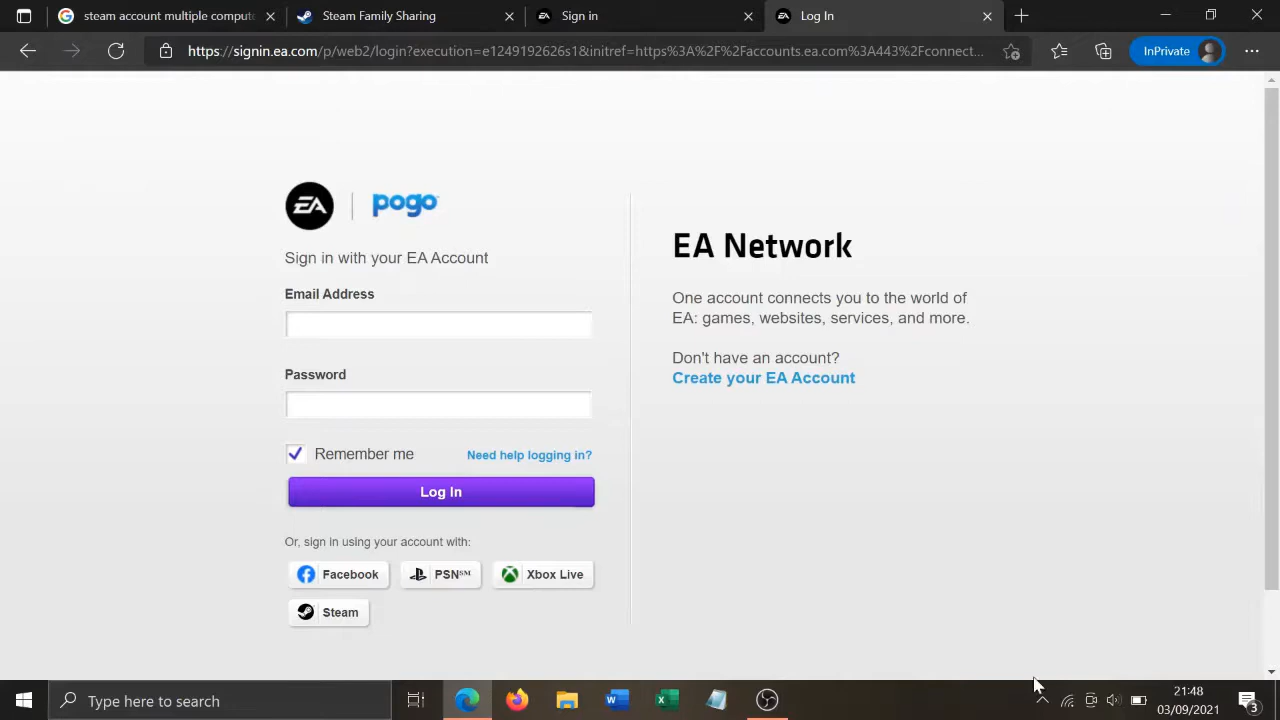 steam account multiple comput
Steam Family Sharing
Sign in
Log In
https://signin.ea.com/p/web2/login?execution=e1249192626s1&initref=https%3A%2F%2Faccounts.ea.com%3A443%2Fconnect...
InPrivate
EA
pogo
Sign in with your EA Account
Email Address
Password
Remember me
Need help logging in?
Log In
Or, sign in using your account with:
Facebook
PSN℠
Xbox Live
Steam
EA Network
One account connects you to the world of
EA: games, websites, services, and more.
Don't have an account?
Create your EA Account
Type here to search
21:48
03/09/2021
3